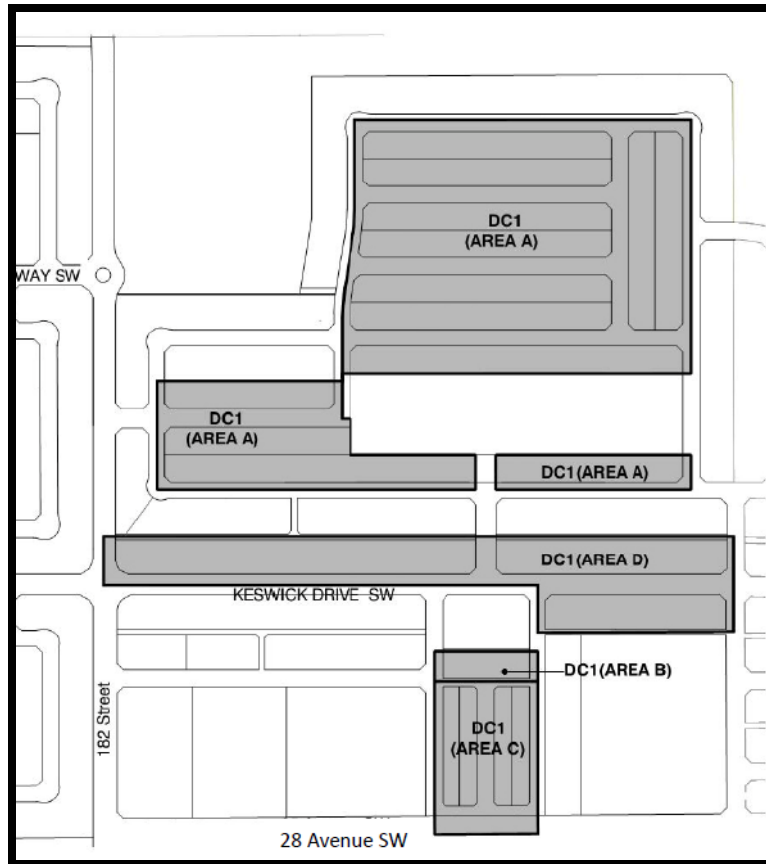 DC1
(AREA A)
WAY SW
DC1
(AREA A)
DC1(AREA A)
DC1(AREA D)
KESWICK DRIVE SW
DC1(AREA B)
182 Street
DC1
(AREA C)
28 Avenue SW